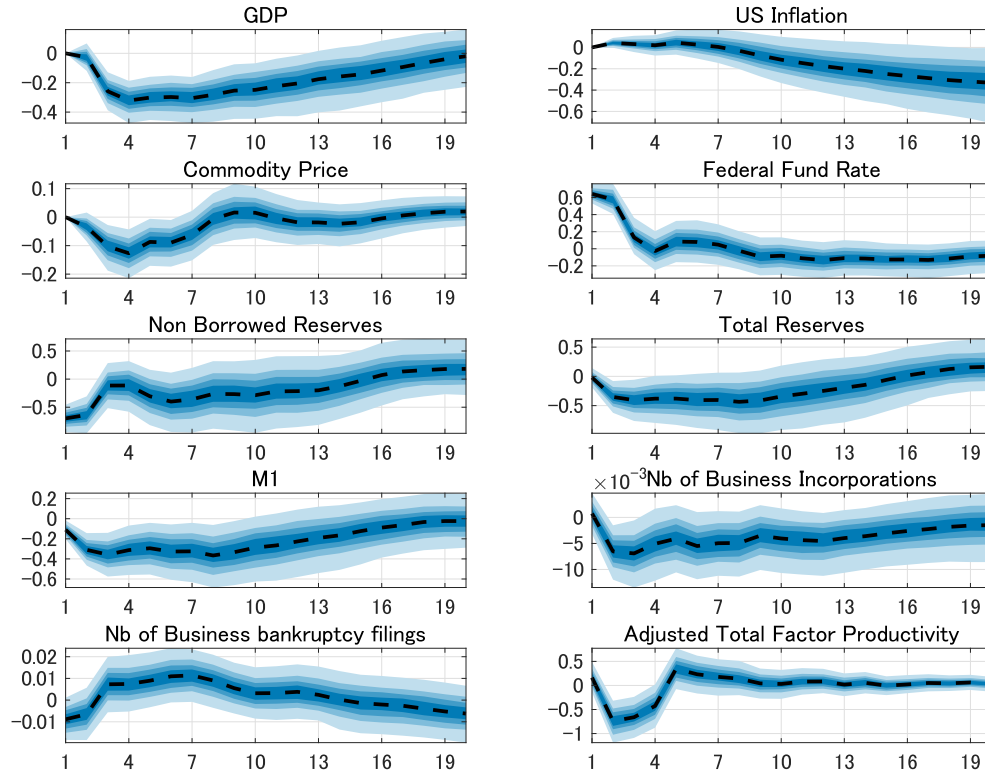 GDP
0
-0.2
-0.4
1 4 7 10 13 16 19
US Inflation
0
-0.2
-0.4
-0.6
1 4 7 10 13 16 19
Commodity Price
0.1
0
-0.1
-0.2
1 4 7 10 13 16 19
Federal Fund Rate
0.6
0.2
0
-0.2
1 4 7 10 13 16 19
Non Borrowed Reserves
0.5
0
-0.5
1 4 7 10 13 16 19
Total Reserves
0.5
0
-0.5
1 4 7 10 13 16 19
M1
0.2
0
-0.2
-0.4
-0.6
1 4 7 10 13 16 19
×10⁻³ Nb of Business Incorporations
0
-5
-10
1 4 7 10 13 16 19
Nb of Business bankruptcy filings
0.02
0.01
0
-0.01
1 4 7 10 13 16 19
Adjusted Total Factor Productivity
0.5
0
-0.5
-1
1 4 7 10 13 16 19